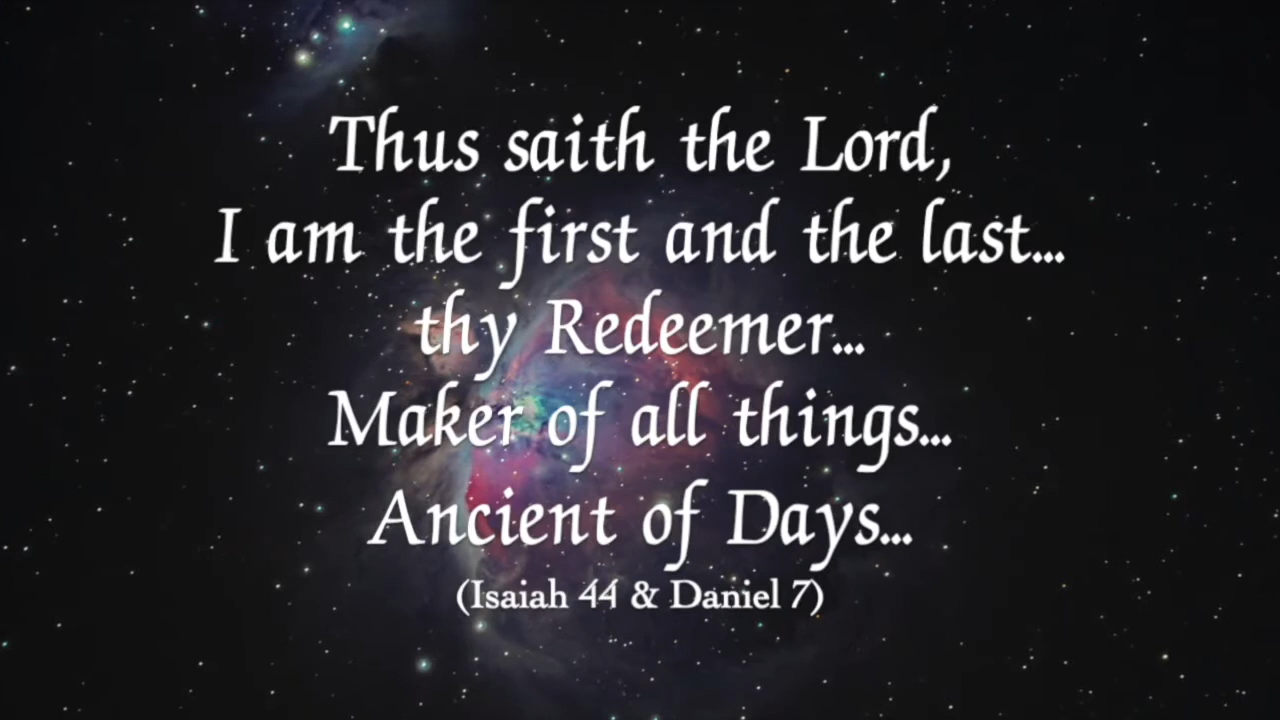 Thus saith the Lord,
I am the first and the last...
thy Redeemer...
Maker of all things...
Ancient of Days...
(Isaiah 44 & Daniel 7)